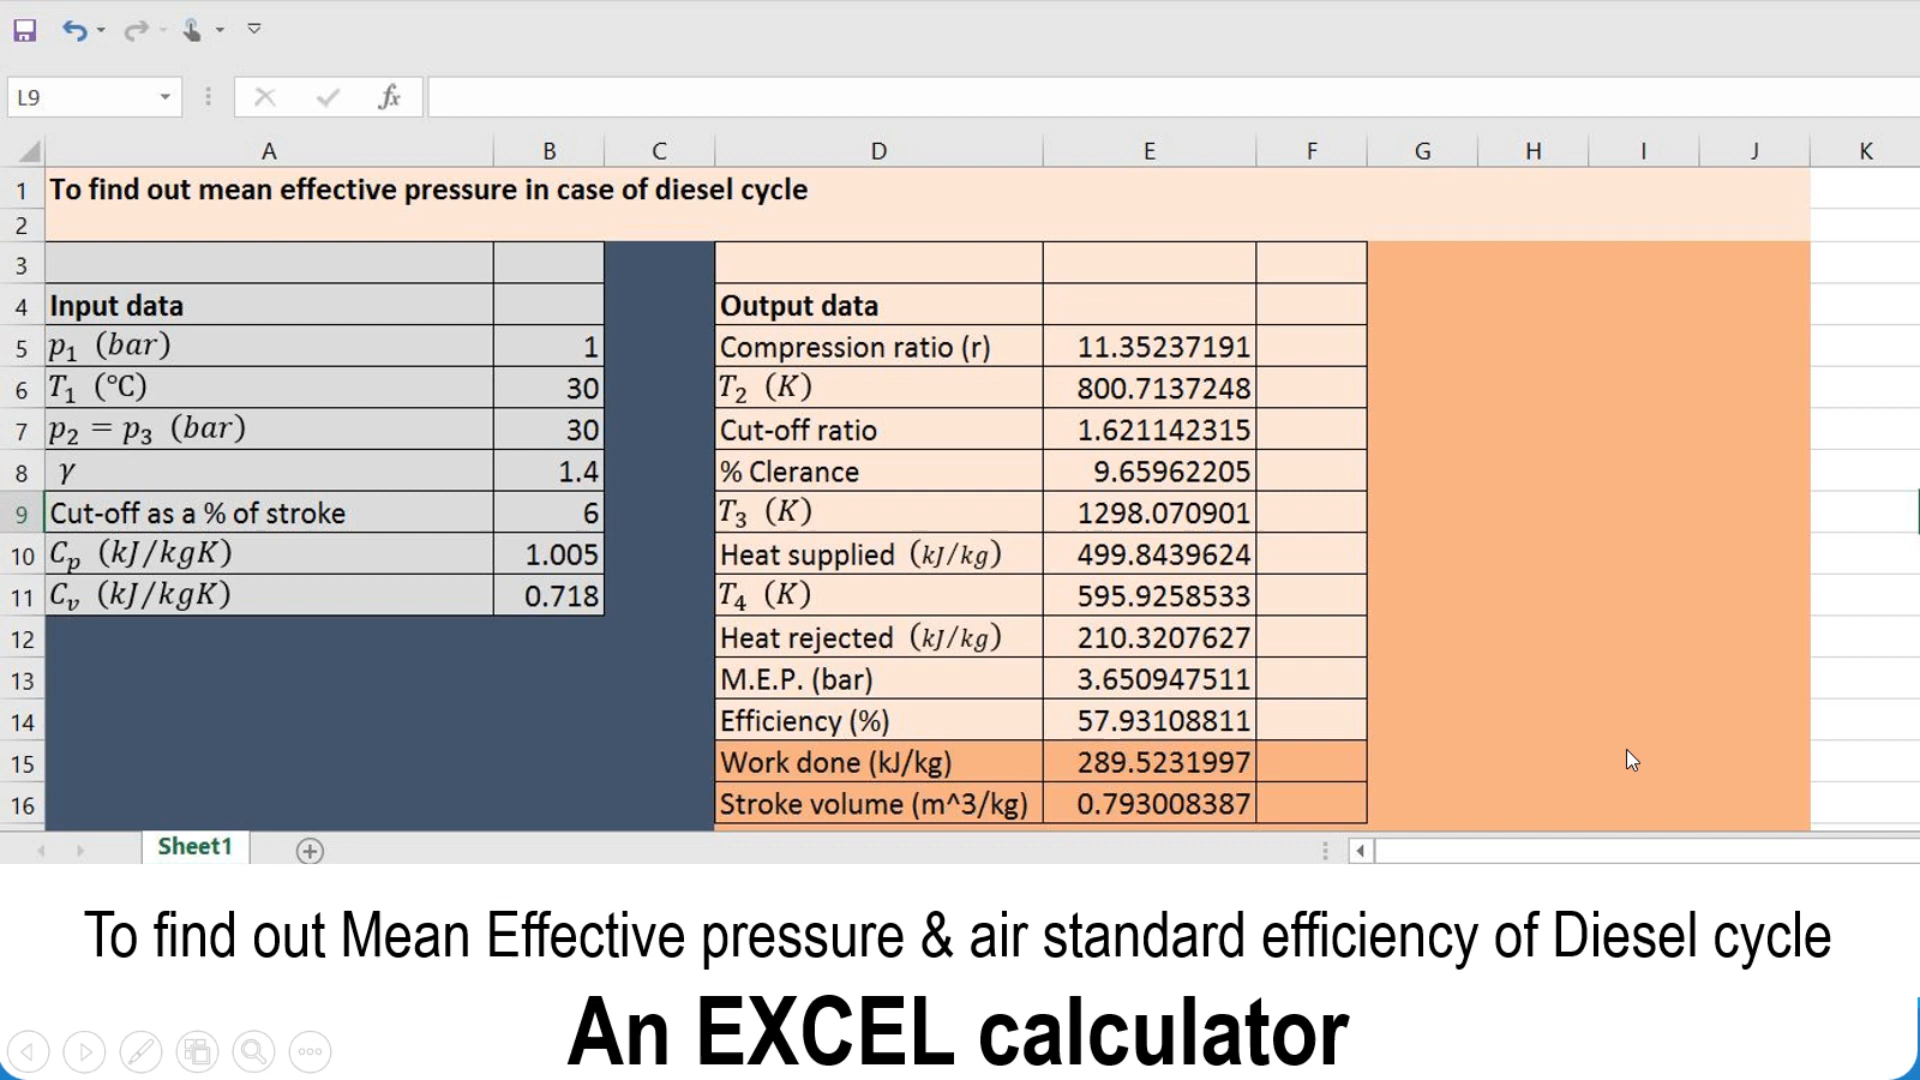 L9
fx
A B C D E F G H I J K
1 To find out mean effective pressure in case of diesel cycle
2
3
4 Input data Output data
5 p₁ (bar) 1 Compression ratio (r) 11.35237191
6 T₁ (°C) 30 T₂ (K) 800.7137248
7 p₂ = p₃ (bar) 30 Cut-off ratio 1.621142315
8 γ 1.4 % Clerance 9.65962205
9 Cut-off as a % of stroke 6 T₃ (K) 1298.070901
10 Cₚ (kJ/kgK) 1.005 Heat supplied (kJ/kg) 499.8439624
11 Cᵥ (kJ/kgK) 0.718 T₄ (K) 595.9258533
12 Heat rejected (kJ/kg) 210.3207627
13 M.E.P. (bar) 3.650947511
14 Efficiency (%) 57.93108811
15 Work done (kJ/kg) 289.5231997
16 Stroke volume (m^3/kg) 0.793008387
Sheet1
To find out Mean Effective pressure & air standard efficiency of Diesel cycle
An EXCEL calculator